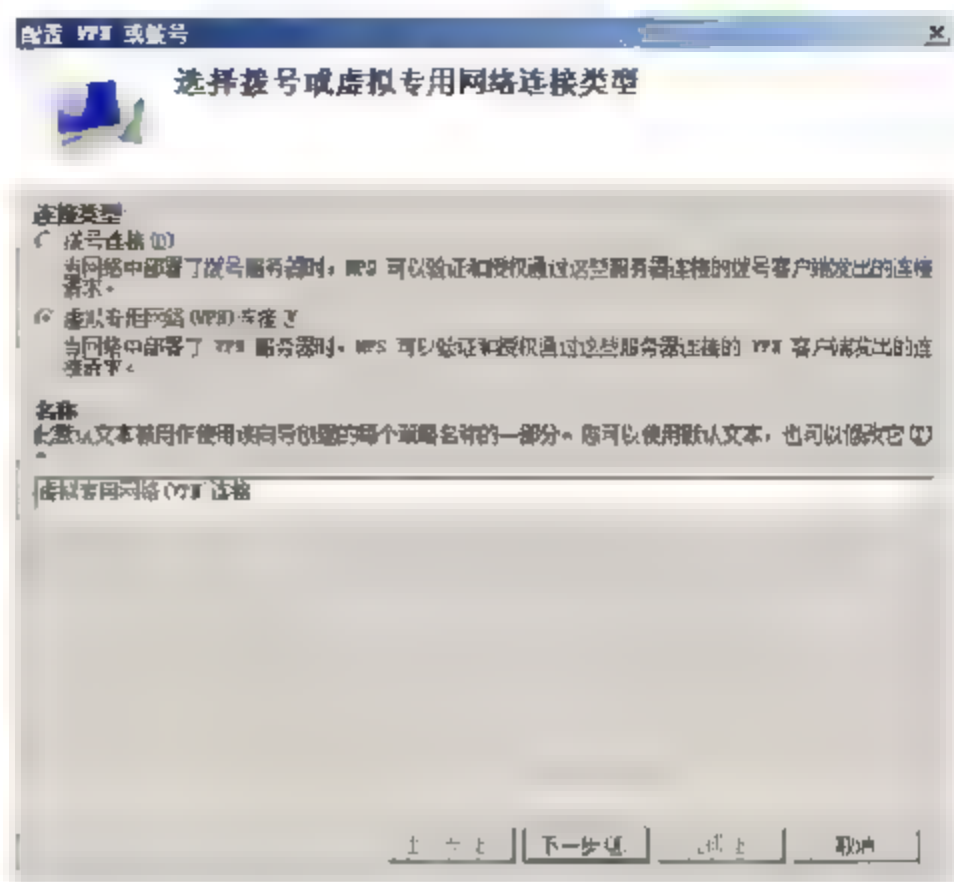 配置 VPN 或拨号
选择拨号或虚拟专用网络连接类型
连接类型
拨号连接(D)
当网络中部署了拨号服务器时，NPS 可以验证和授权通过这些服务器连接的拨号客户端发出的连接
请求。
虚拟专用网络(VPN)连接
当网络中部署了 VPN 服务器时，NPS 可以验证和授权通过这些服务器连接的 VPN 客户端发出的连
接请求。
名称
此默认文本被用作使用该向导创建的每个策略名称的一部分。您可以使用默认文本，也可以修改它
。
虚拟专用网络(VPN)连接
下一步 取消